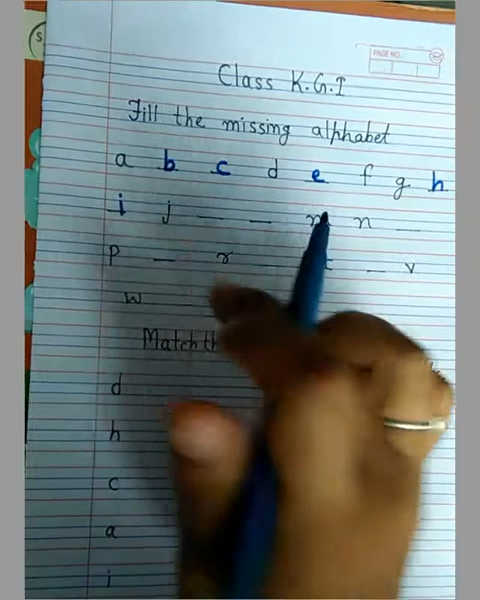 PAGE NO.
Class K.G.I
Fill the missing alphabet
a b c d e f g h
i j _ _ m n _
p _ r _ t _ v
w
Match
d
h
c
a
i